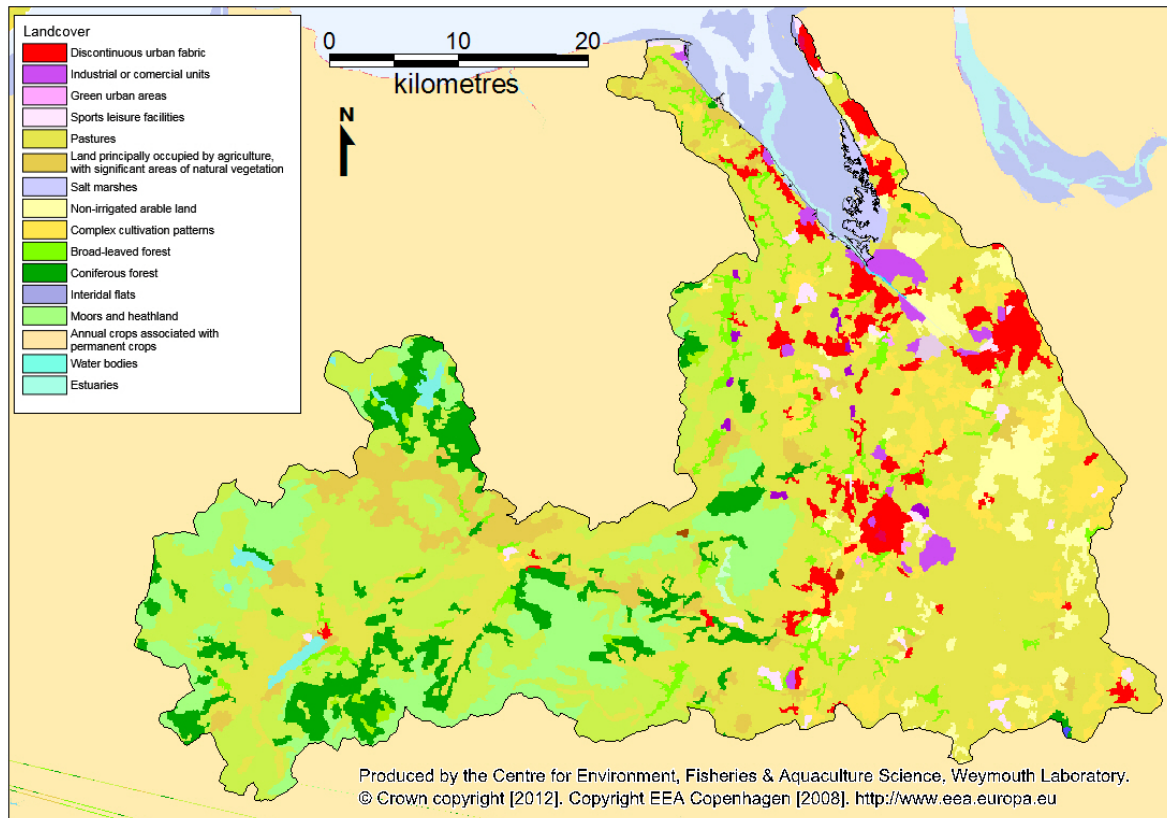 Landcover
Discontinuous urban fabric
Industrial or comercial units
Green urban areas
Sports leisure facilities
Pastures
Land principally occupied by agriculture,
with significant areas of natural vegetation
Salt marshes
Non-irrigated arable land
Complex cultivation patterns
Broad-leaved forest
Coniferous forest
Interidal flats
Moors and heathland
Annual crops associated with
permanent crops
Water bodies
Estuaries
0 10 20
kilometres
N
Produced by the Centre for Environment, Fisheries & Aquaculture Science, Weymouth Laboratory.
© Crown copyright [2012]. Copyright EEA Copenhagen [2008]. http://www.eea.europa.eu